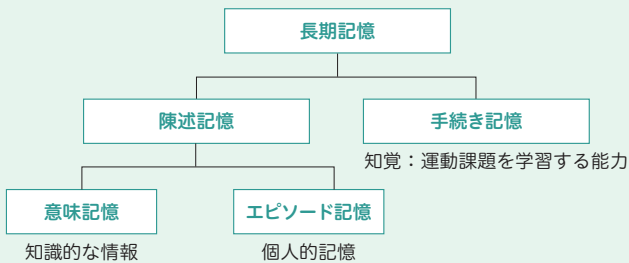 長期記憶
陳述記憶
手続き記憶
知覚：運動課題を学習する能力
意味記憶
エピソード記憶
知識的な情報
個人的記憶